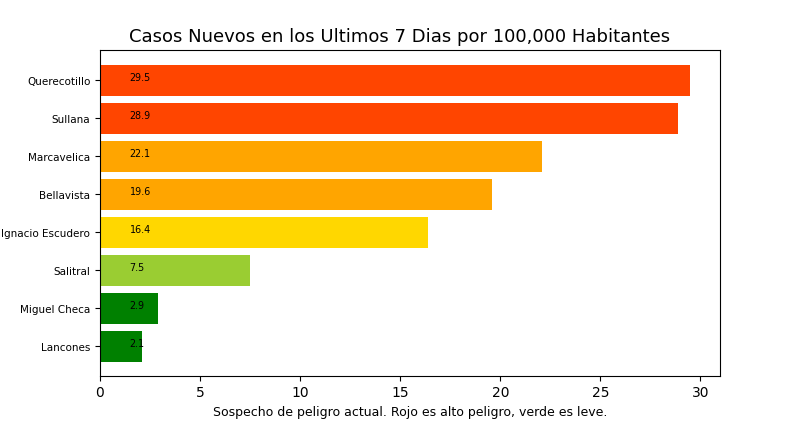 Casos Nuevos en los Ultimos 7 Dias por 100,000 Habitantes
Querecotillo 29.5
Sullana 28.9
Marcavelica 22.1
Bellavista 19.6
Ignacio Escudero 16.4
Salitral 7.5
Miguel Checa 2.9
Lancones 2.1
0 5 10 15 20 25 30
Sospecho de peligro actual. Rojo es alto peligro, verde es leve.